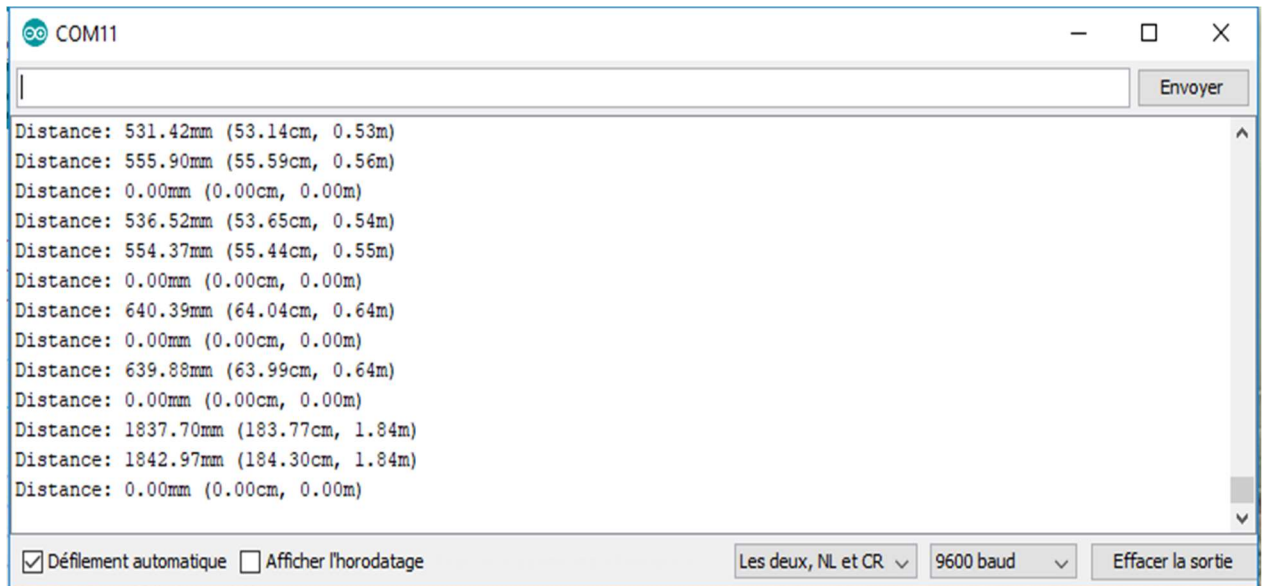 COM11
Envoyer
Distance: 531.42mm (53.14cm, 0.53m)
Distance: 555.90mm (55.59cm, 0.56m)
Distance: 0.00mm (0.00cm, 0.00m)
Distance: 536.52mm (53.65cm, 0.54m)
Distance: 554.37mm (55.44cm, 0.55m)
Distance: 0.00mm (0.00cm, 0.00m)
Distance: 640.39mm (64.04cm, 0.64m)
Distance: 0.00mm (0.00cm, 0.00m)
Distance: 639.88mm (63.99cm, 0.64m)
Distance: 0.00mm (0.00cm, 0.00m)
Distance: 1837.70mm (183.77cm, 1.84m)
Distance: 1842.97mm (184.30cm, 1.84m)
Distance: 0.00mm (0.00cm, 0.00m)
Défilement automatique Afficher l'horodatage Les deux, NL et CR 9600 baud Effacer la sortie